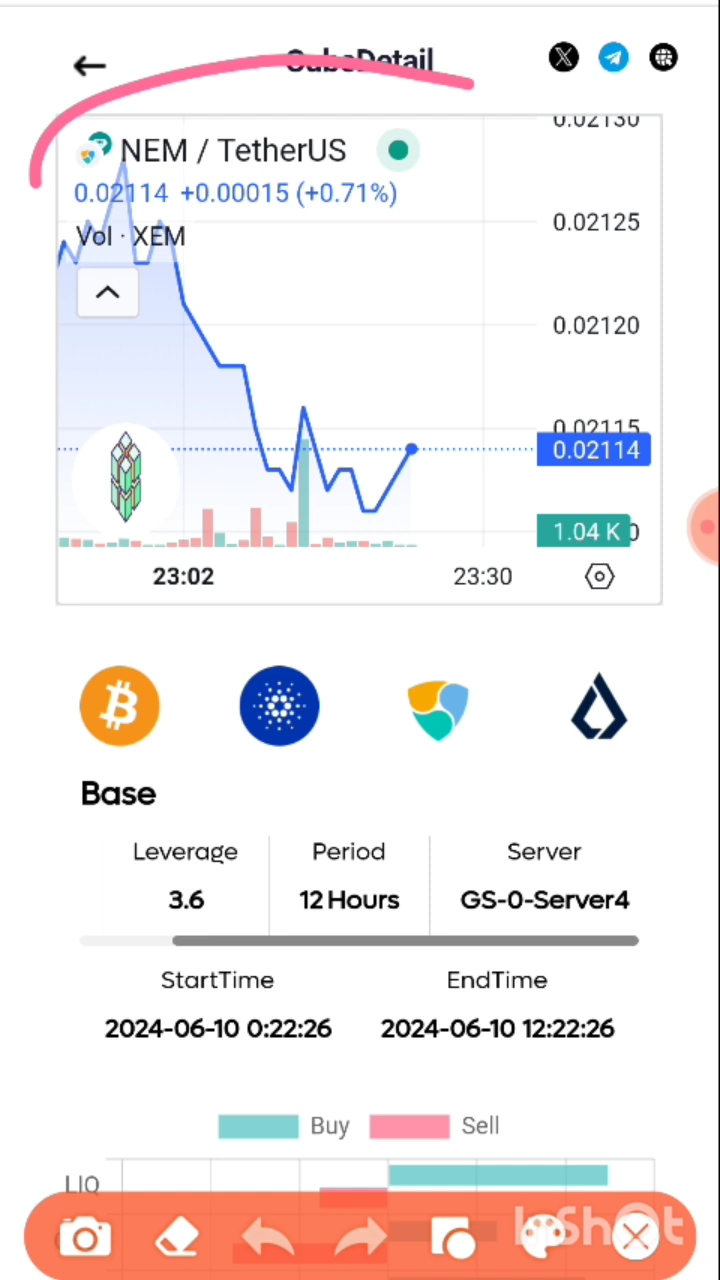 CubeDetail
0.02130
NEM / TetherUS
0.02114 +0.00015 (+0.71%)
0.02125
Vol · XEM
0.02120
0.02115
0.02114
1.04 K
0
23:02
23:30
Base
Leverage
Period
Server
3.6
12 Hours
GS-0-Server4
StartTime
EndTime
2024-06-10 0:22:26
2024-06-10 12:22:26
Buy
Sell
LIQ